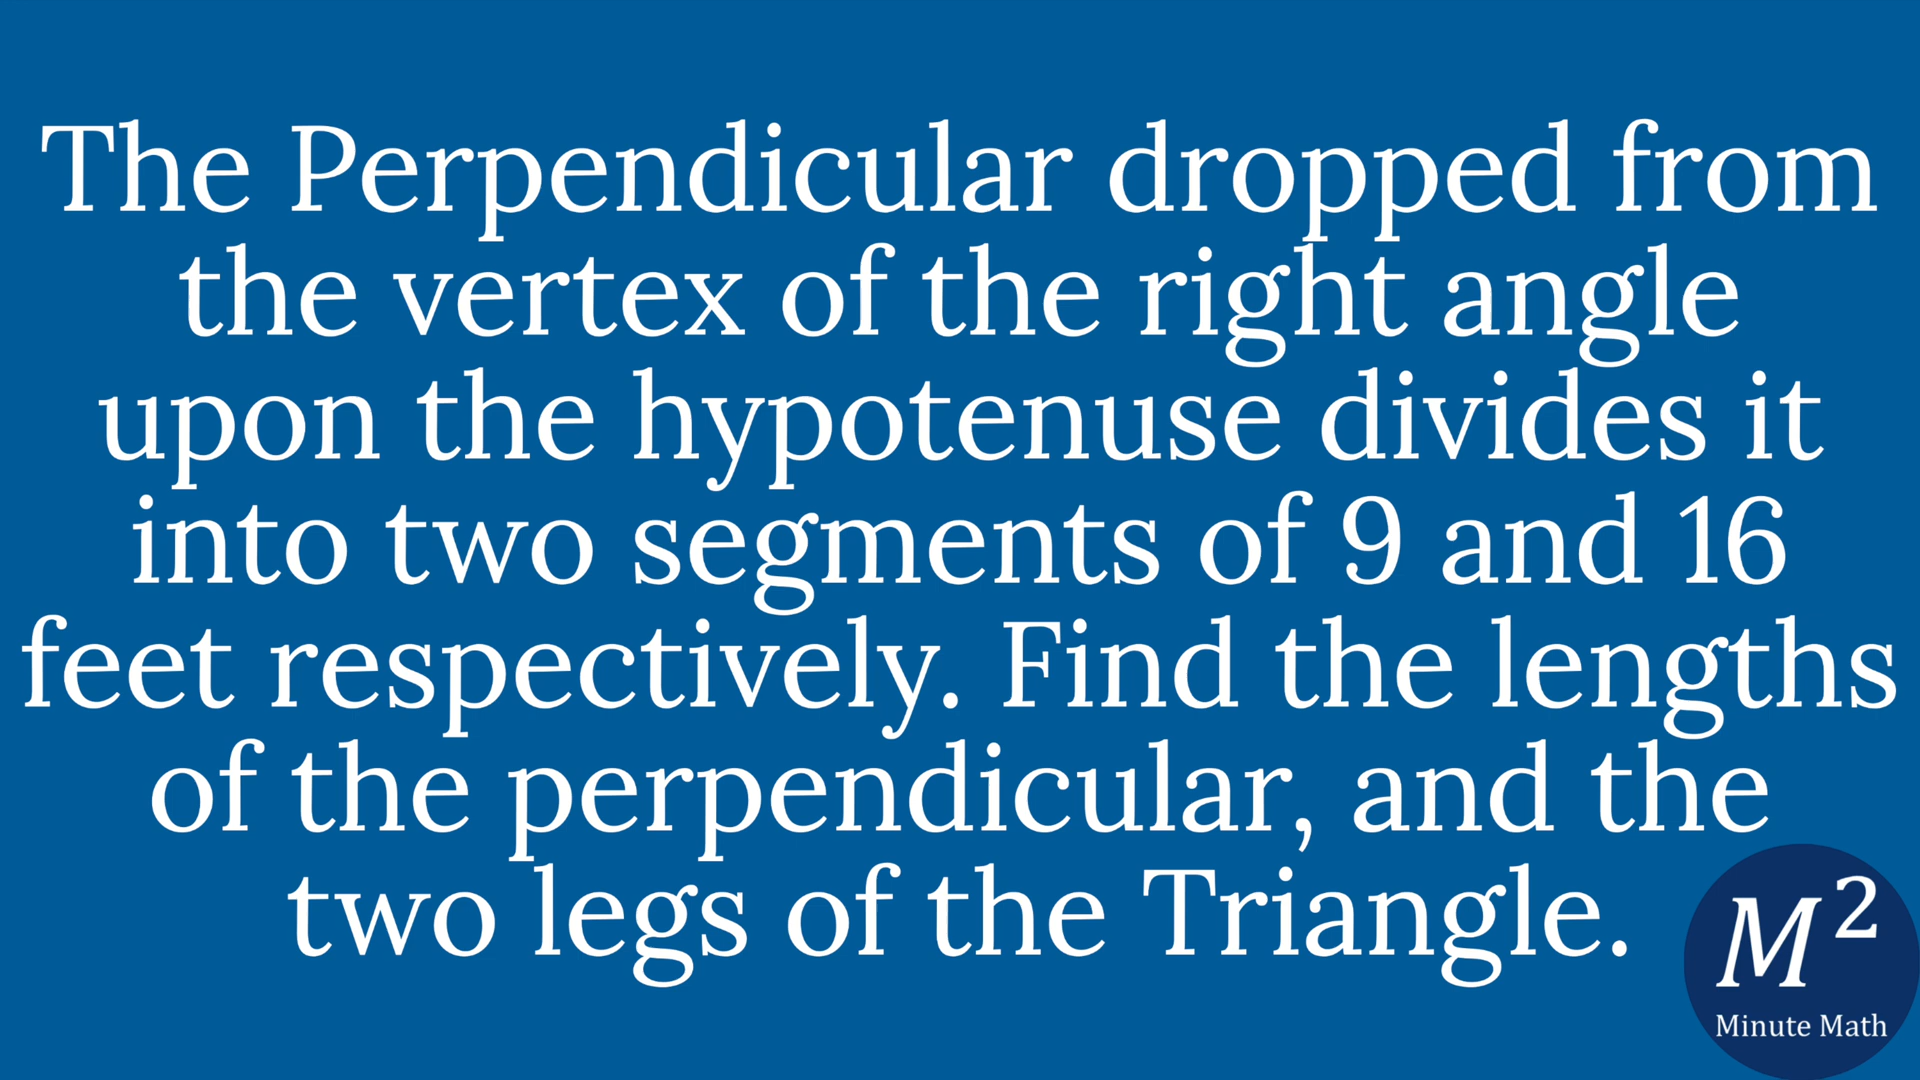 The Perpendicular dropped from
the vertex of the right angle
upon the hypotenuse divides it
into two segments of 9 and 16
feet respectively. Find the lengths
of the perpendicular, and the
two legs of the Triangle.
M²
Minute Math